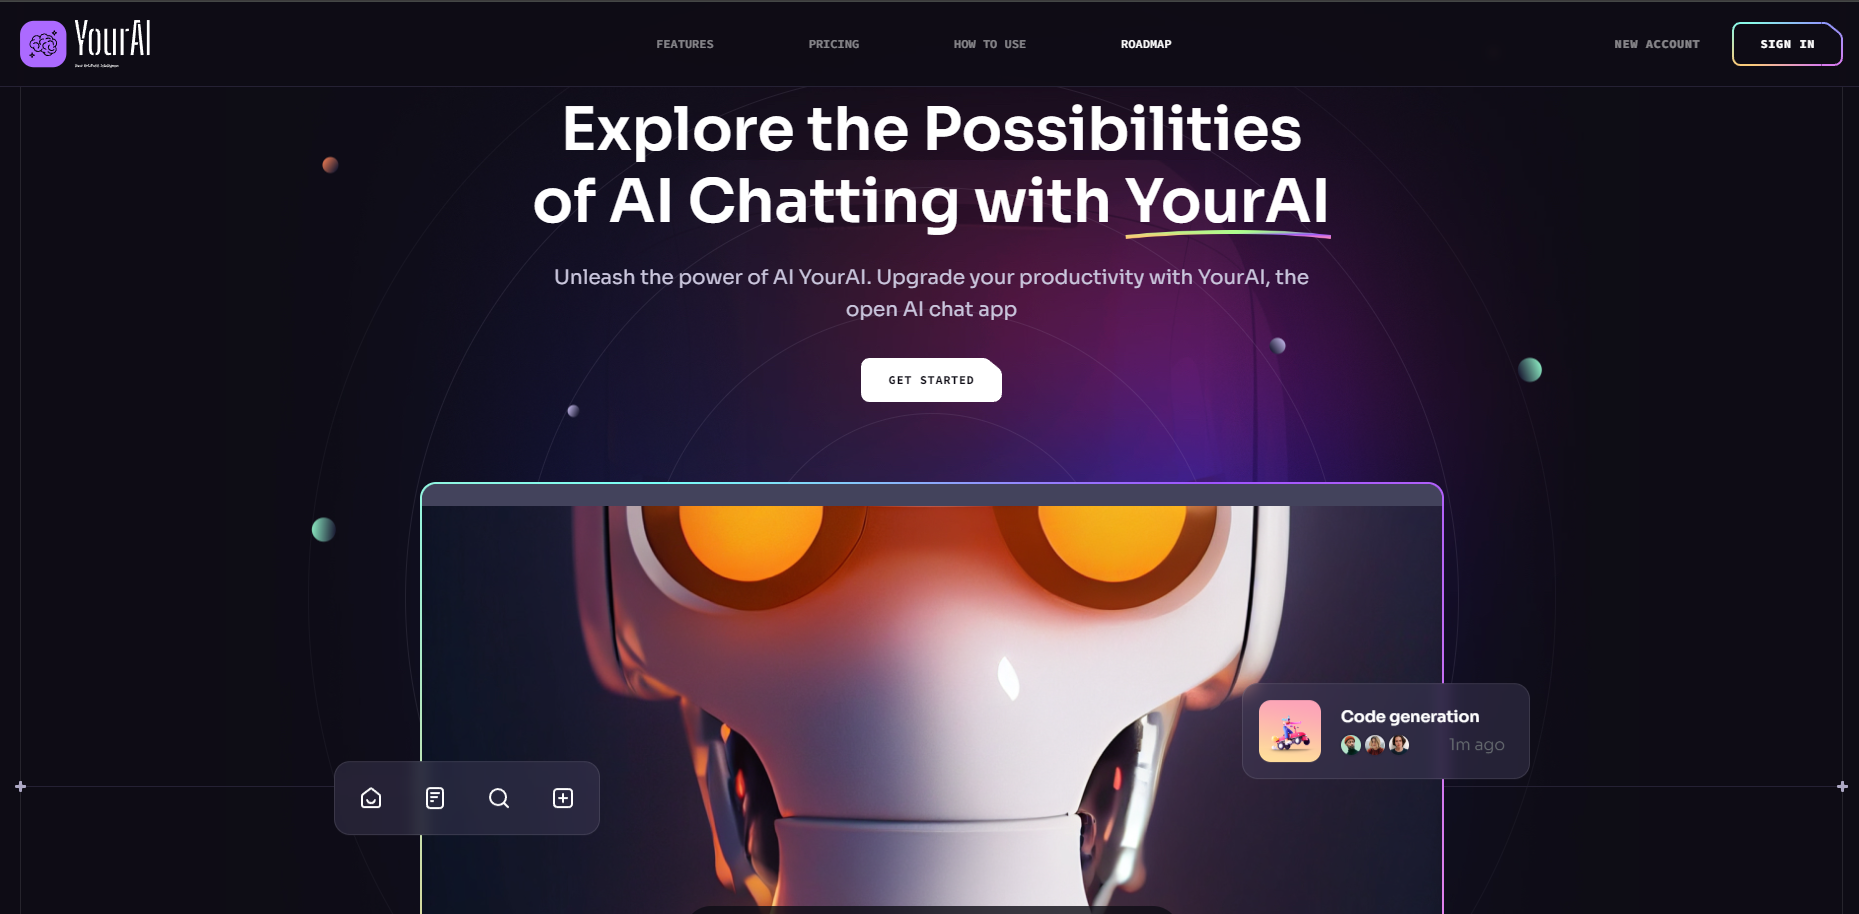 YourAI
FEATURES
PRICING
HOW TO USE
ROADMAP
NEW ACCOUNT
SIGN IN
Explore the Possibilities
of AI Chatting with YourAI
Unleash the power of AI YourAI. Upgrade your productivity with YourAI, the
open AI chat app
GET STARTED
Code generation
1m ago